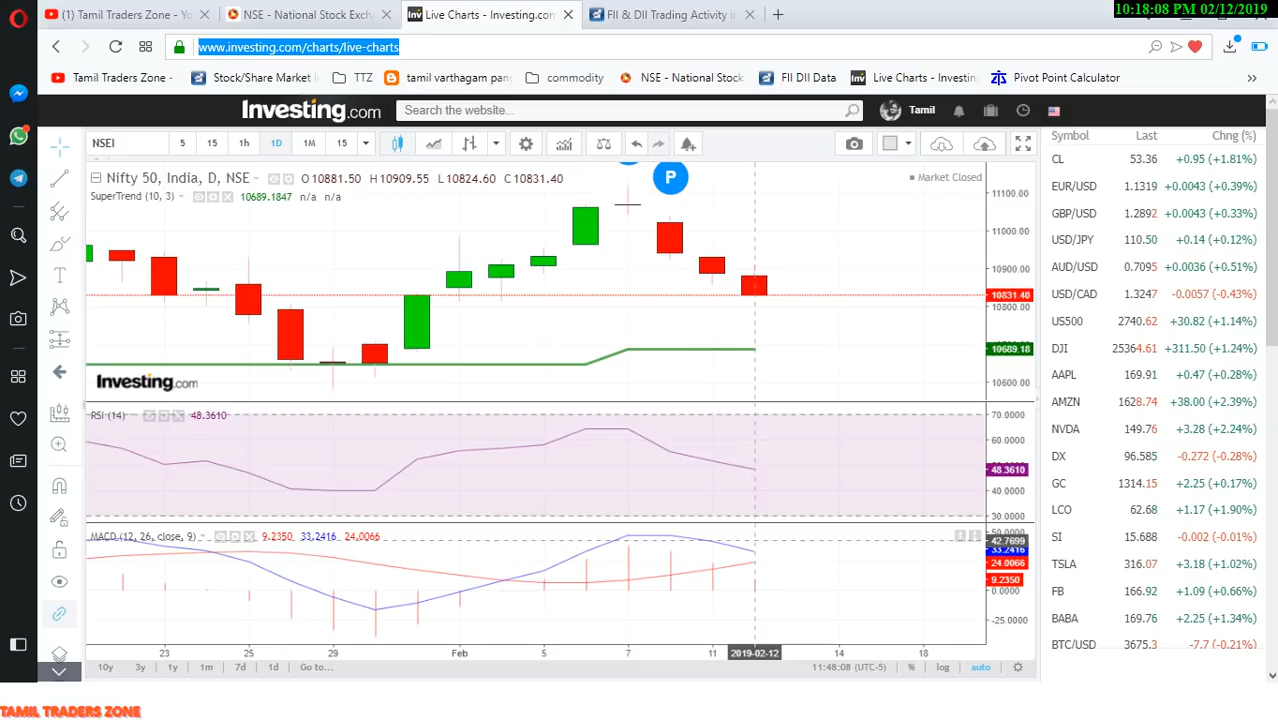 10:18:08 PM 02/12/2019
(1) Tamil Traders Zone - Yo
NSE - National Stock Exchan
Live Charts - Investing.con
FII & DII Trading Activity in
www.investing.com/charts/live-charts
Tamil Traders Zone -
Stock/Share Market I
TTZ
tamil varthagam pan
commodity
NSE - National Stock
FII DII Data
Live Charts - Investin
Pivot Point Calculator
Investing.com
Search the website...
Tamil
NSEI 5 15 1h 1D 1M 15
Symbol Last Chng (%)
Nifty 50, India, D, NSE O10881.50 H10909.55 L10824.60 C10831.40
P
Market Closed
SuperTrend (10, 3) 10689.1847 n/a n/a
11100.00
11000.00
10900.00
10831.40
10800.00
10689.18
10600.00
Investing.com
RSI (14) 48.3610
70.0000
60.0000
48.3610
40.0000
30.0000
MACD (12, 26, close, 9) 9.2350 33.2416 24.0066
42.7699
33.2416
24.0066
9.2350
0.0000
-25.0000
23 25 29 Feb 5 7 11 2019-02-12 14 18
10y 3y 1y 1m 7d 1d Go to... 11:48:08 (UTC-5) % log auto
CL 53.36 +0.95 (+1.81%)
EUR/USD 1.1319 +0.0043 (+0.39%)
GBP/USD 1.2892 +0.0043 (+0.33%)
USD/JPY 110.50 +0.14 (+0.12%)
AUD/USD 0.7095 +0.0036 (+0.51%)
USD/CAD 1.3247 -0.0057 (-0.43%)
US500 2740.62 +30.82 (+1.14%)
DJI 25364.61 +311.50 (+1.24%)
AAPL 169.91 +0.47 (+0.28%)
AMZN 1628.74 +38.00 (+2.39%)
NVDA 149.76 +3.28 (+2.24%)
DX 96.585 -0.272 (-0.28%)
GC 1314.15 +2.25 (+0.17%)
LCO 62.68 +1.17 (+1.90%)
SI 15.688 -0.002 (-0.01%)
TSLA 316.07 +3.18 (+1.02%)
FB 166.92 +1.09 (+0.66%)
BABA 169.76 +2.25 (+1.34%)
BTC/USD 3675.3 -7.7 (-0.21%)
TAMIL TRADERS ZONE